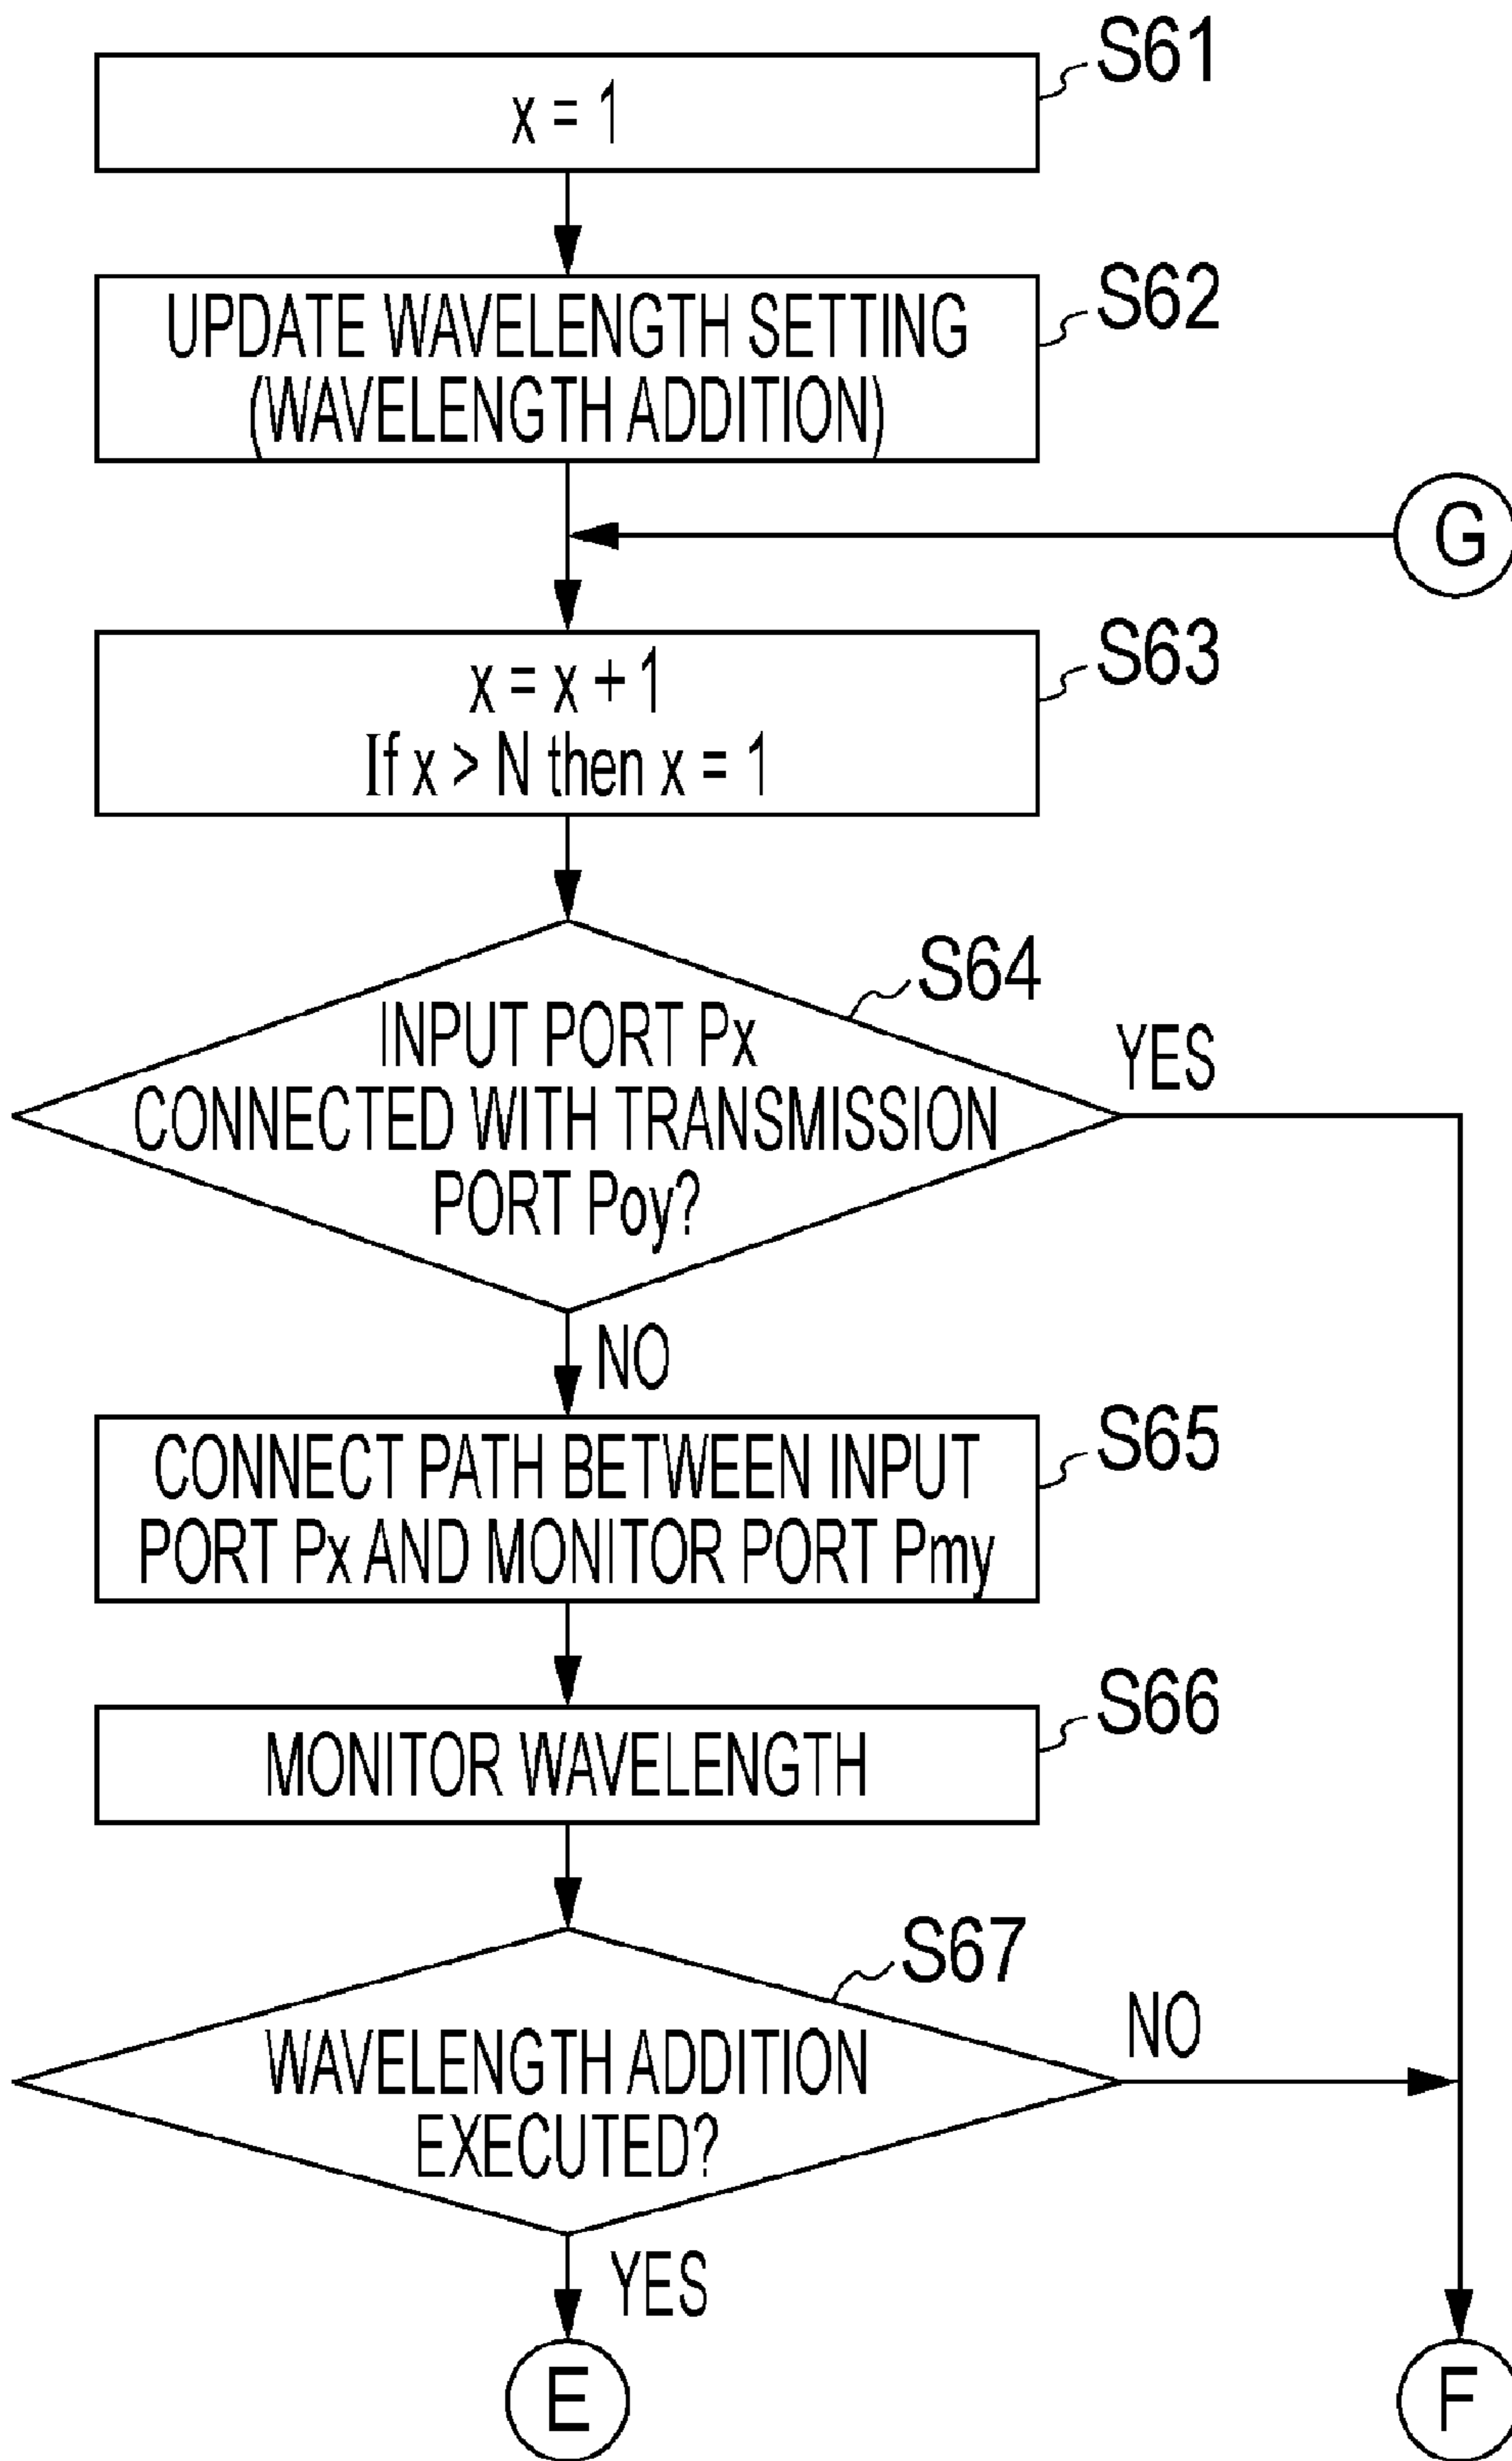 S61
x = 1
S62
UPDATE WAVELENGTH SETTING
(WAVELENGTH ADDITION)
G
S63
x = x + 1
If x > N then x = 1
S64
INPUT PORT Px
CONNECTED WITH TRANSMISSION
PORT Poy?
YES
NO
S65
CONNECT PATH BETWEEN INPUT
PORT Px AND MONITOR PORT Pmy
S66
MONITOR WAVELENGTH
S67
WAVELENGTH ADDITION
EXECUTED?
NO
YES
E
F